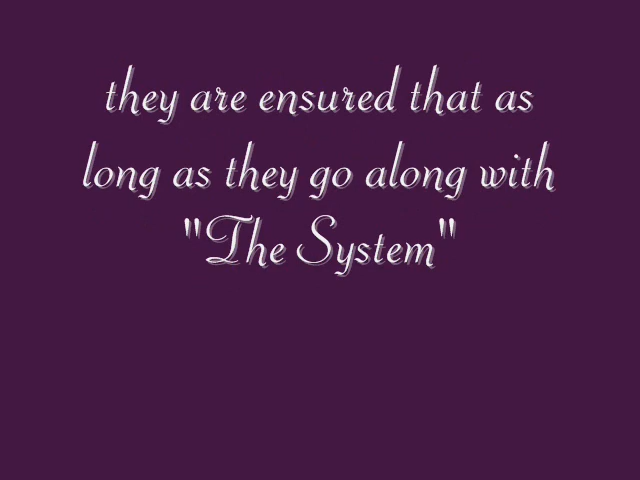 they are ensured that as
long as they go along with
"The System"